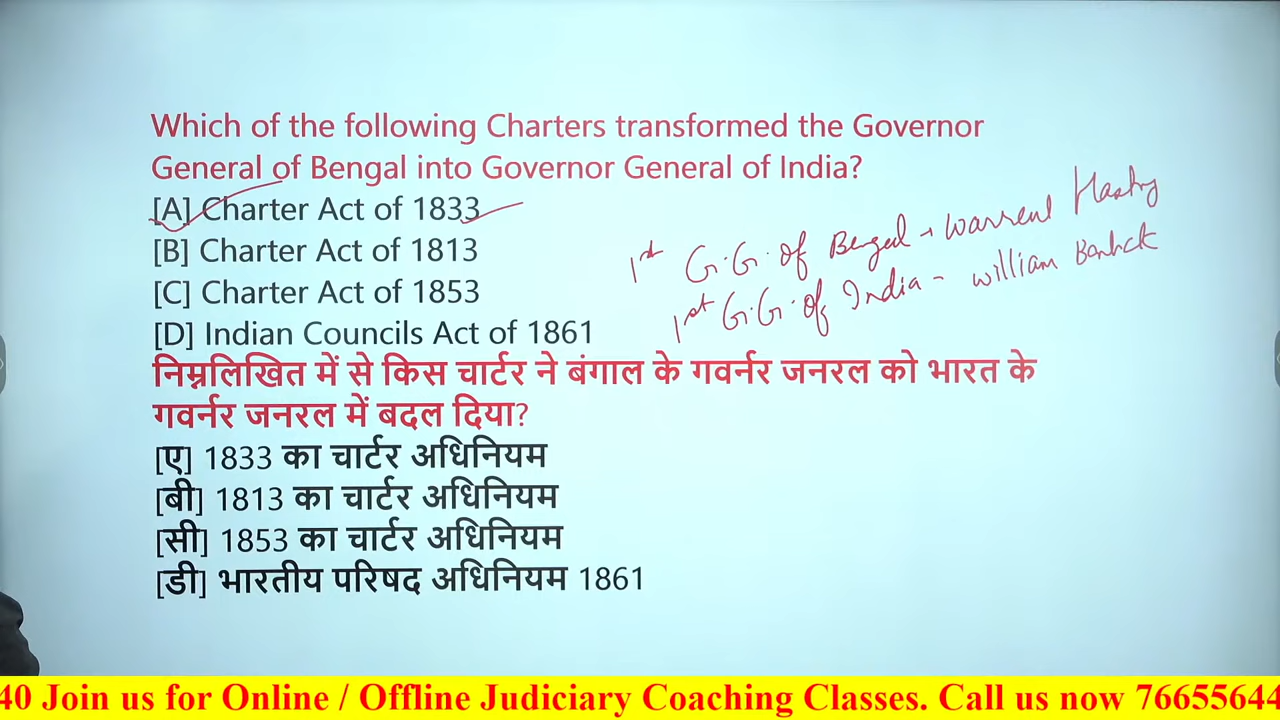 Which of the following Charters transformed the Governor
General of Bengal into Governor General of India?
[A] Charter Act of 1833
[B] Charter Act of 1813
[C] Charter Act of 1853
[D] Indian Councils Act of 1861
1st G.G. of Bengal → Warrent Hasting
1st G.G. of India - William Bentick
निम्नलिखित में से किस चार्टर ने बंगाल के गवर्नर जनरल को भारत के
गवर्नर जनरल में बदल दिया?
[ए] 1833 का चार्टर अधिनियम
[बी] 1813 का चार्टर अधिनियम
[सी] 1853 का चार्टर अधिनियम
[डी] भारतीय परिषद अधिनियम 1861
40 Join us for Online / Offline Judiciary Coaching Classes. Call us now 76655644